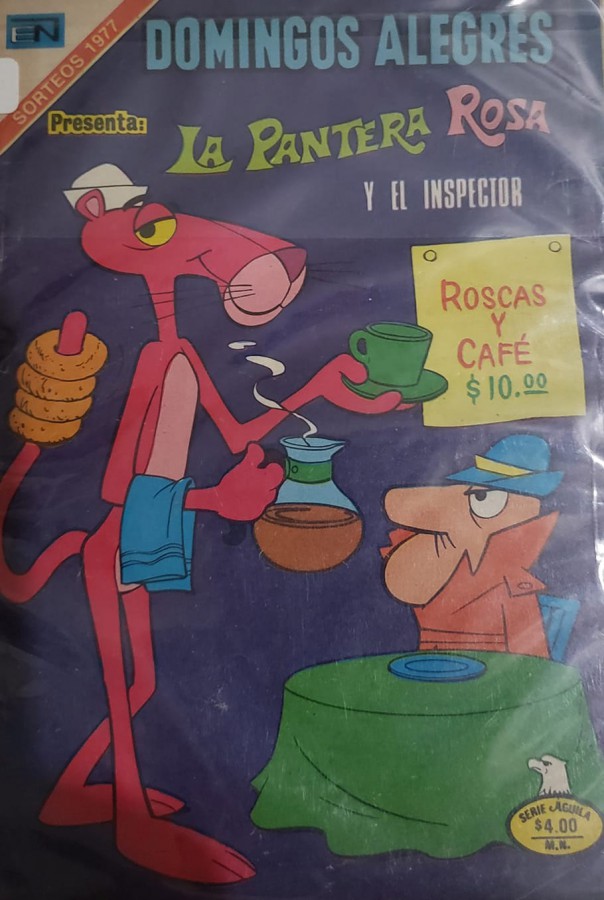 EN
SORTEOS 1977
DOMINGOS ALEGRES
Presenta:
LA PANTERA ROSA
Y EL INSPECTOR
ROSCAS
Y
CAFÉ
$10.00
SERIE AGUILA
$4.00
M.N.